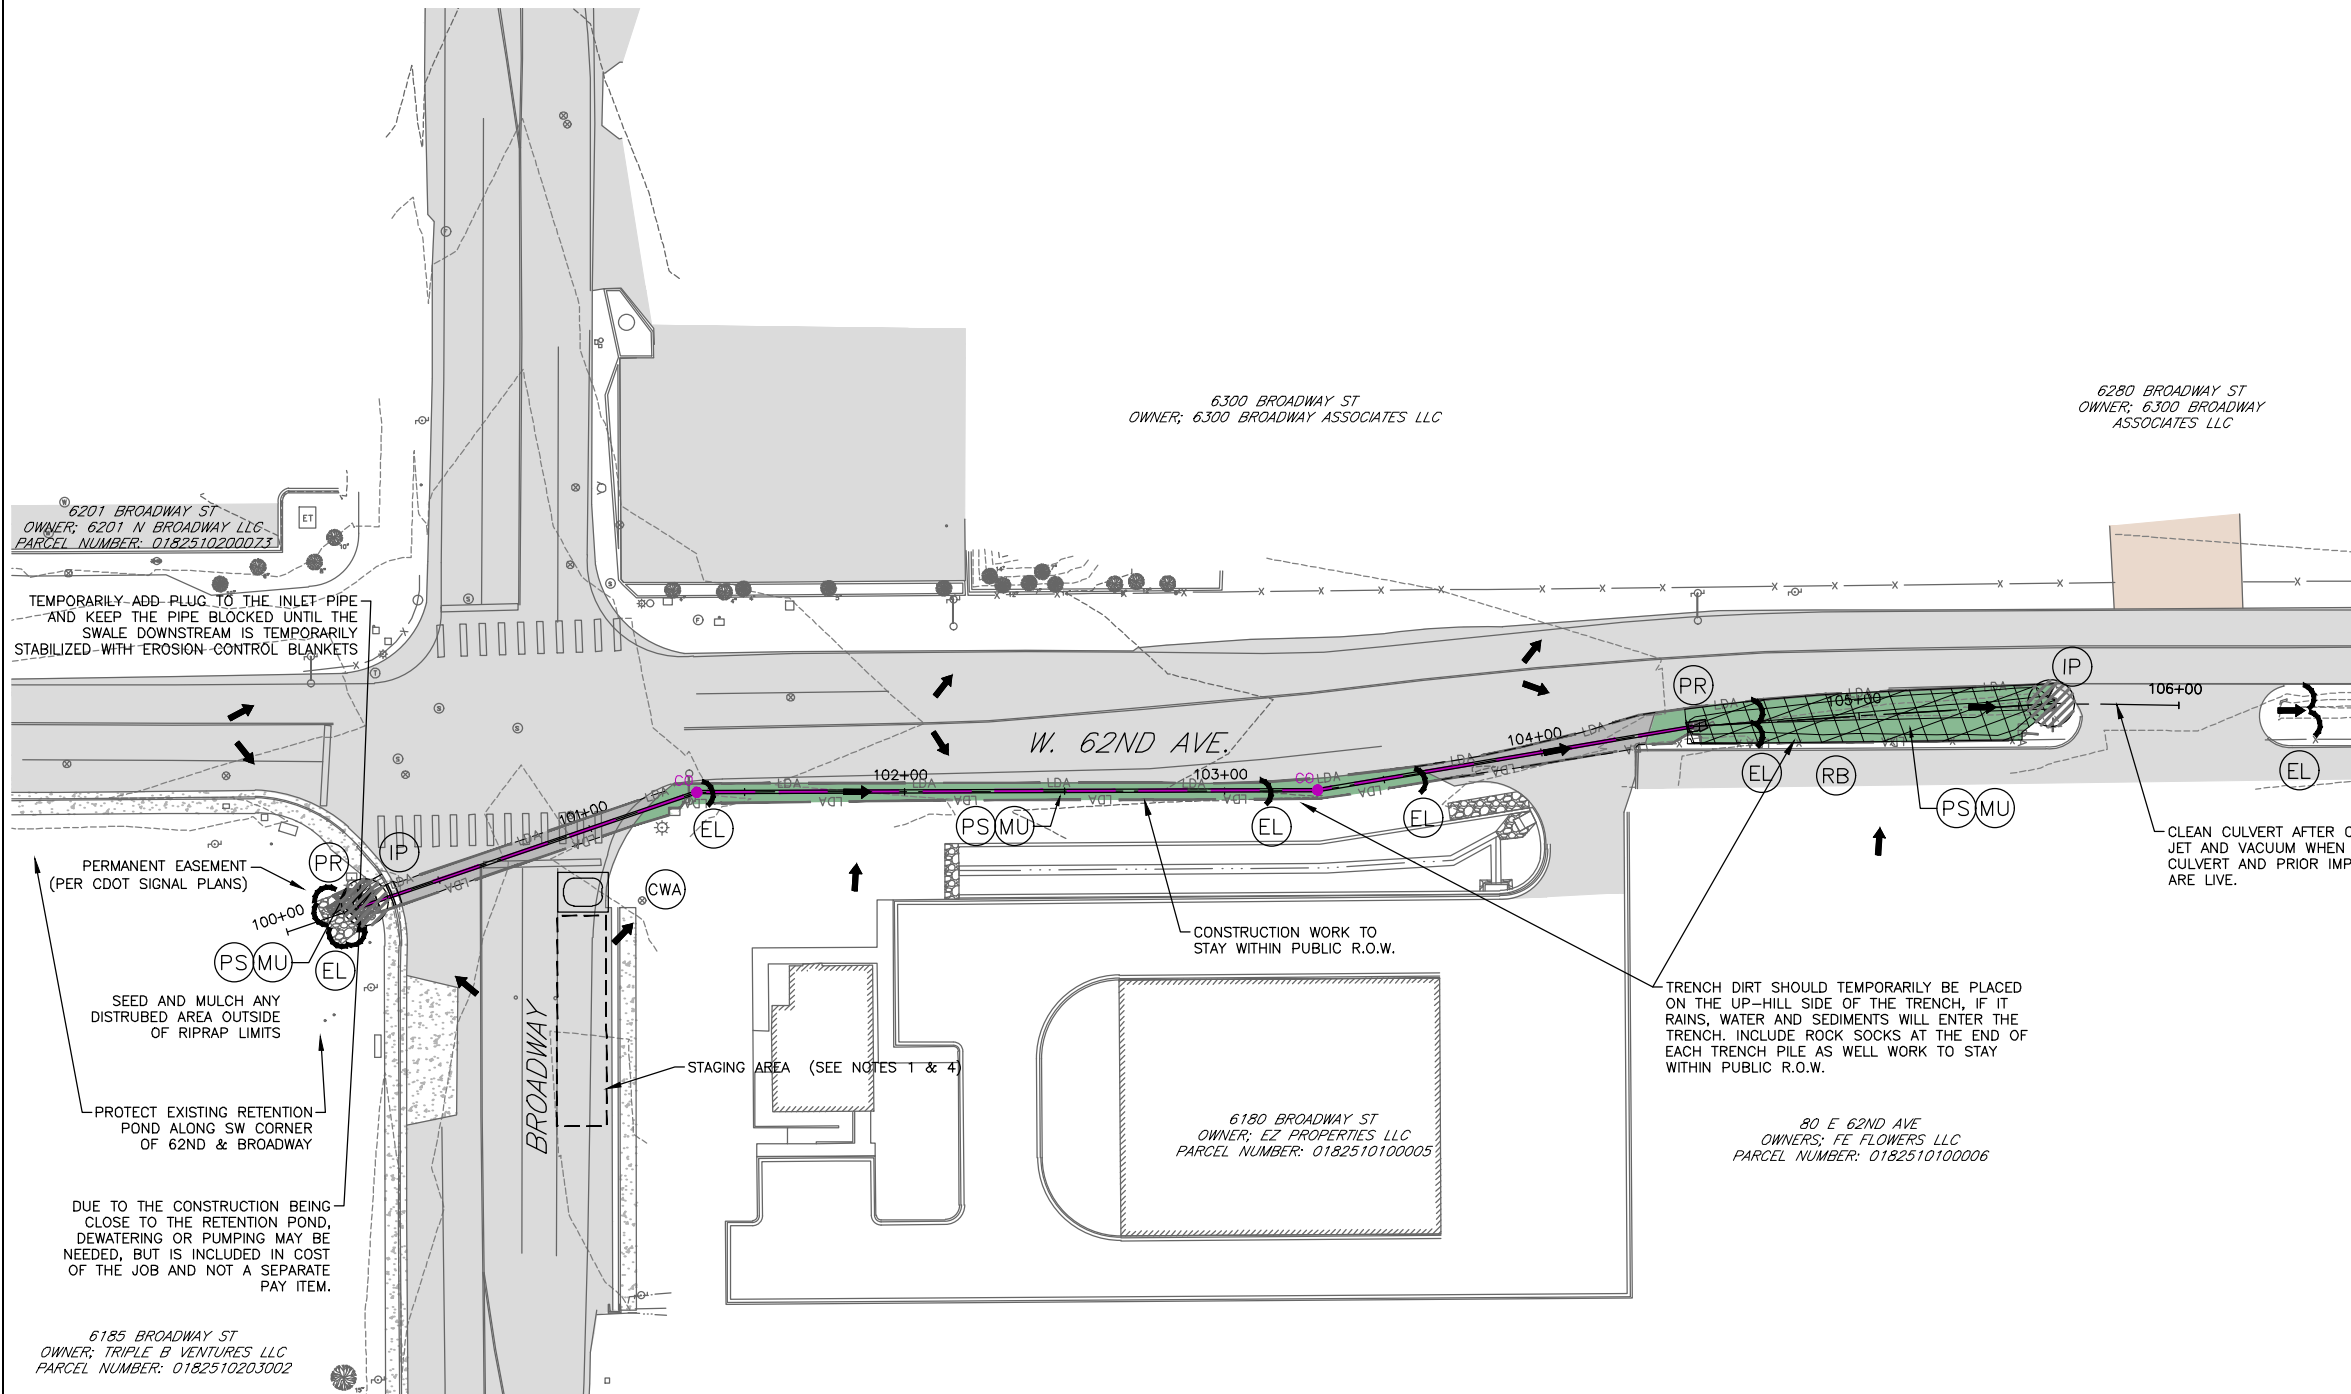 6300 BROADWAY ST
OWNER; 6300 BROADWAY ASSOCIATES LLC
6280 BROADWAY ST
OWNER; 6300 BROADWAY
ASSOCIATES LLC
6201 BROADWAY ST
OWNER; 6201 N BROADWAY LLC
PARCEL NUMBER: 0182510200073
ET
TEMPORARILY ADD PLUG TO THE INLET PIPE
AND KEEP THE PIPE BLOCKED UNTIL THE
SWALE DOWNSTREAM IS TEMPORARILY
STABILIZED WITH EROSION CONTROL BLANKETS
W. 62ND AVE.
100+00
101+00
102+00
103+00
104+00
105+00
106+00
CO
CO
LDA
PR
IP
PR
IP
EL
EL
EL
EL
RB
EL
PS MU
PS MU
PS MU
EL
CWA
PERMANENT EASEMENT
(PER CDOT SIGNAL PLANS)
SEED AND MULCH ANY
DISTRUBED AREA OUTSIDE
OF RIPRAP LIMITS
PROTECT EXISTING RETENTION
POND ALONG SW CORNER
OF 62ND & BROADWAY
DUE TO THE CONSTRUCTION BEING
CLOSE TO THE RETENTION POND,
DEWATERING OR PUMPING MAY BE
NEEDED, BUT IS INCLUDED IN COST
OF THE JOB AND NOT A SEPARATE
PAY ITEM.
6185 BROADWAY ST
OWNER; TRIPLE B VENTURES LLC
PARCEL NUMBER: 0182510203002
BROADWAY
STAGING AREA (SEE NOTES 1 & 4)
CONSTRUCTION WORK TO
STAY WITHIN PUBLIC R.O.W.
6180 BROADWAY ST
OWNER; EZ PROPERTIES LLC
PARCEL NUMBER: 0182510100005
TRENCH DIRT SHOULD TEMPORARILY BE PLACED
ON THE UP-HILL SIDE OF THE TRENCH, IF IT
RAINS, WATER AND SEDIMENTS WILL ENTER THE
TRENCH. INCLUDE ROCK SOCKS AT THE END OF
EACH TRENCH PILE AS WELL WORK TO STAY
WITHIN PUBLIC R.O.W.
80 E 62ND AVE
OWNERS; FE FLOWERS LLC
PARCEL NUMBER: 0182510100006
CLEAN CULVERT AFTER
JET AND VACUUM WHEN
CULVERT AND PRIOR IMP
ARE LIVE.